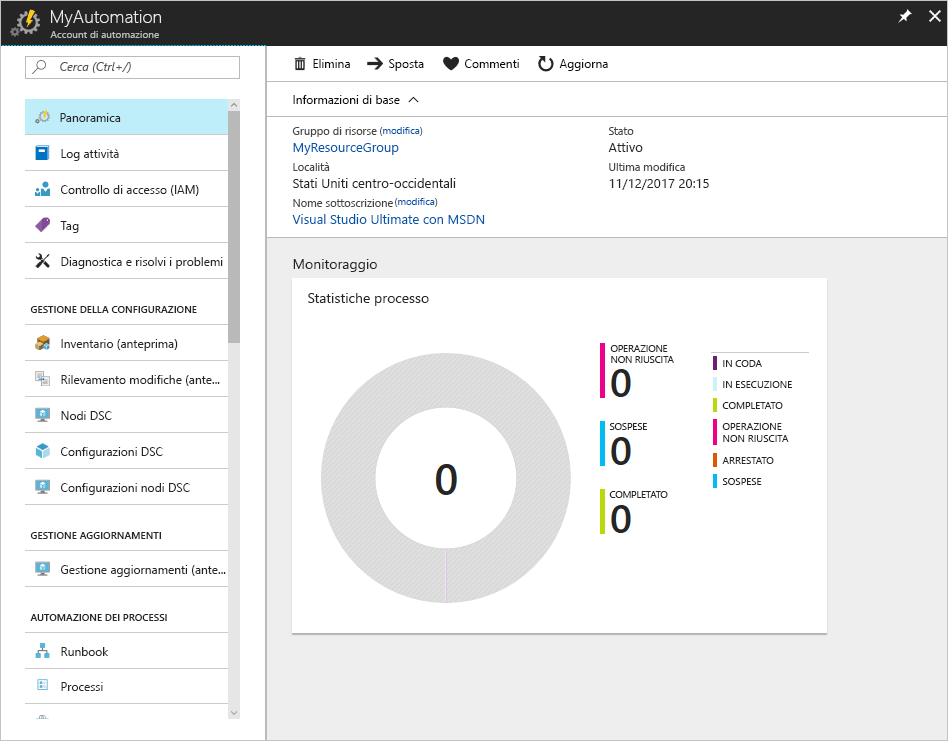 MyAutomation
Account di automazione
Cerca (Ctrl+/)
Panoramica
Log attività
Controllo di accesso (IAM)
Tag
Diagnostica e risolvi i problemi
GESTIONE DELLA CONFIGURAZIONE
Inventario (anteprima)
Rilevamento modifiche (ante...
Nodi DSC
Configurazioni DSC
Configurazioni nodi DSC
GESTIONE AGGIORNAMENTI
Gestione aggiornamenti (ante...
AUTOMAZIONE DEI PROCESSI
Runbook
Processi
Elimina Sposta Commenti Aggiorna
Informazioni di base
Gruppo di risorse (modifica)
MyResourceGroup
Località
Stati Uniti centro-occidentali
Nome sottoscrizione (modifica)
Visual Studio Ultimate con MSDN
Stato
Attivo
Ultima modifica
11/12/2017 20:15
Monitoraggio
Statistiche processo
0
OPERAZIONE
NON RIUSCITA
0
SOSPESE
0
COMPLETATO
0
IN CODA
IN ESECUZIONE
COMPLETATO
OPERAZIONE
NON RIUSCITA
ARRESTATO
SOSPESE